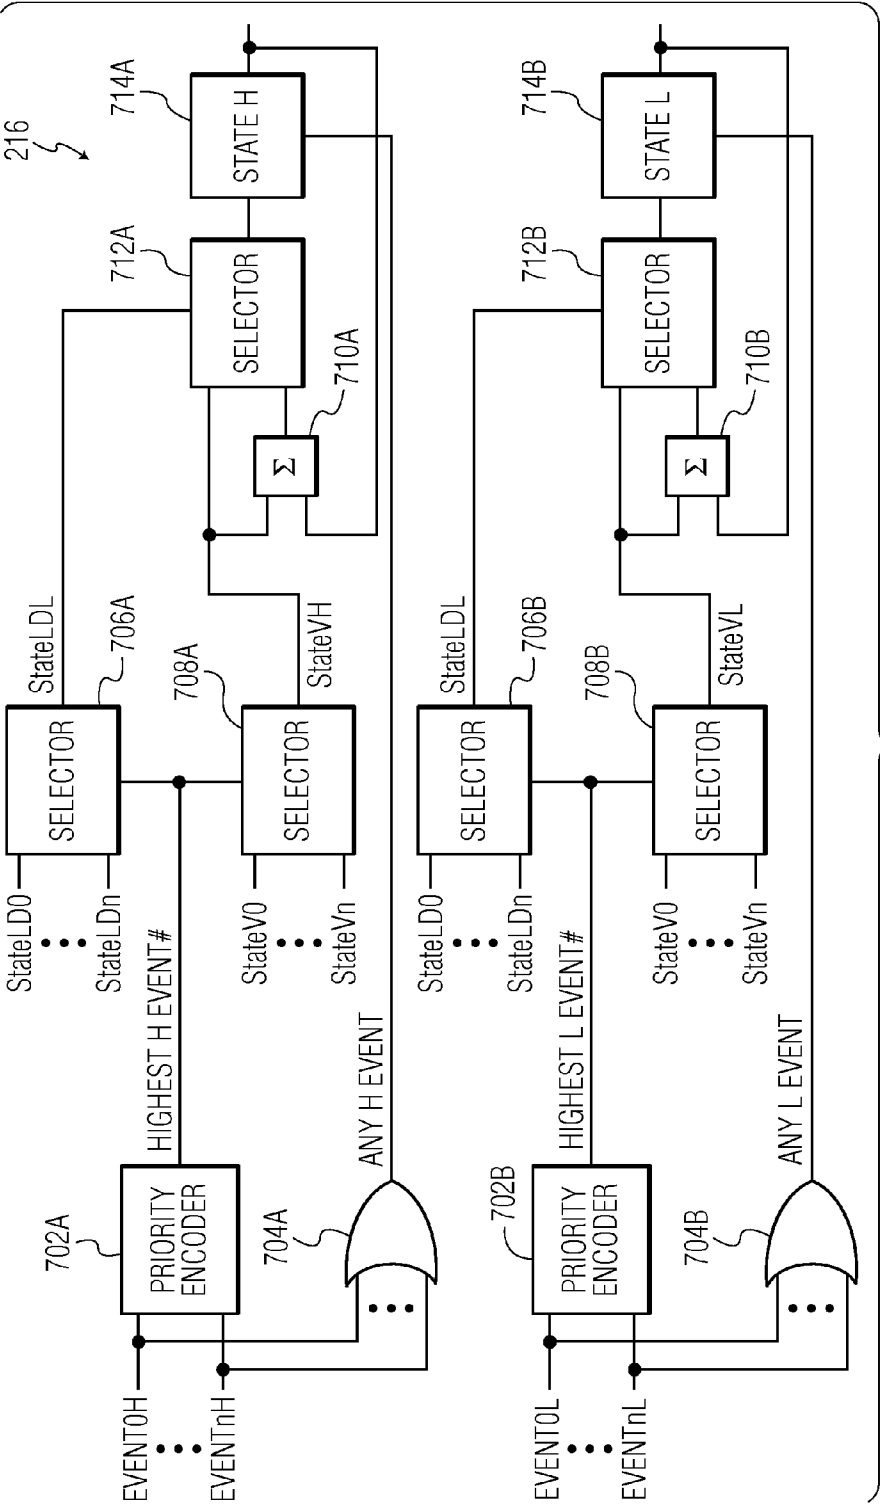 216
EVENT0H
EVENTnH
702A
PRIORITY
ENCODER
HIGHEST H EVENT#
704A
ANY H EVENT
StateLD0
StateLDn
SELECTOR
706A
StateLDL
StateV0
StateVn
SELECTOR
708A
StateVH
Σ
710A
SELECTOR
712A
STATE H
714A
EVENT0L
EVENTnL
702B
PRIORITY
ENCODER
HIGHEST L EVENT#
704B
ANY L EVENT
StateLD0
StateLDn
SELECTOR
706B
StateLDL
StateV0
StateVn
SELECTOR
708B
StateVL
Σ
710B
SELECTOR
712B
STATE L
714B